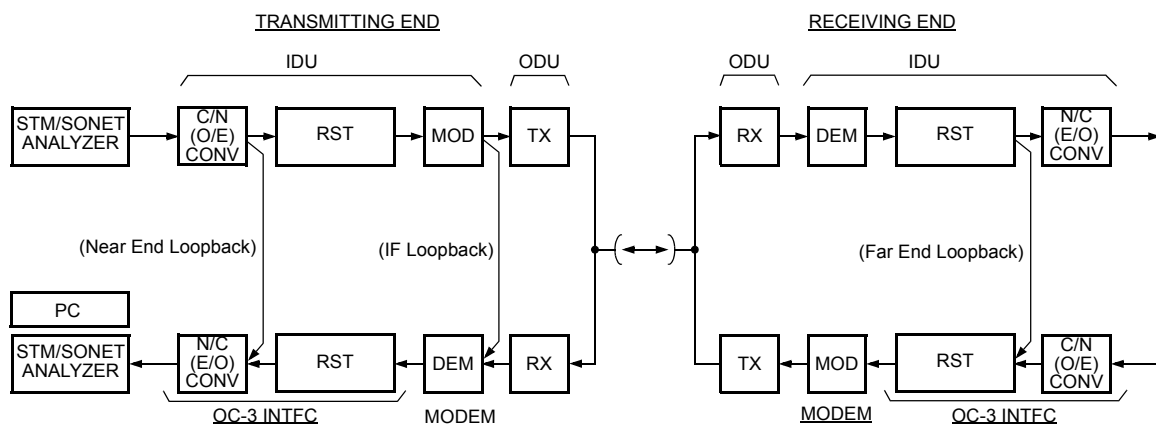 TRANSMITTING END
RECEIVING END
IDU
ODU
ODU
IDU
STM/SONET
ANALYZER
C/N
(O/E)
CONV
RST
MOD
TX
RX
DEM
RST
N/C
(E/O)
CONV
(Near End Loopback)
(IF Loopback)
(Far End Loopback)
PC
STM/SONET
ANALYZER
N/C
(E/O)
CONV
RST
DEM
RX
TX
MOD
RST
C/N
(O/E)
CONV
OC-3 INTFC
MODEM
MODEM
OC-3 INTFC